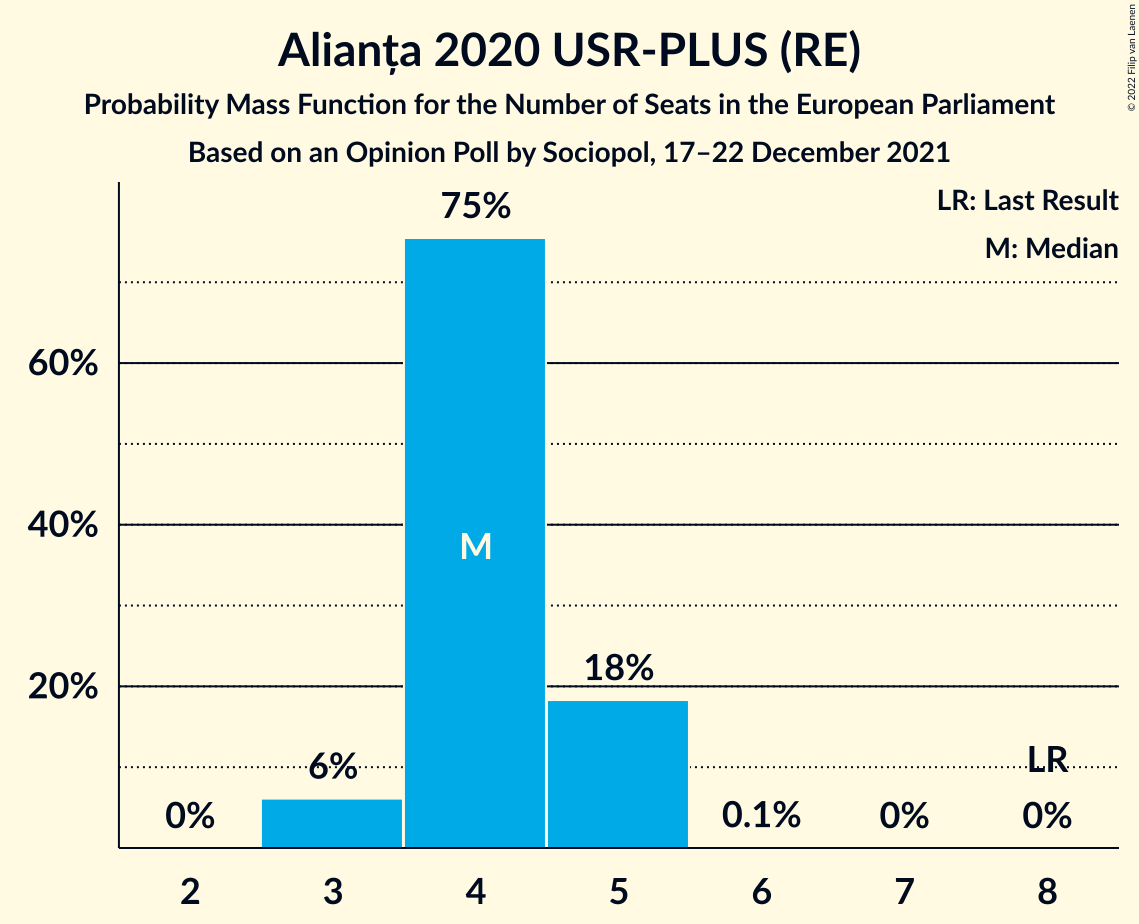 Alianța 2020 USR-PLUS (RE)
Probability Mass Function for the Number of Seats in the European Parliament
Based on an Opinion Poll by Sociopol, 17–22 December 2021
© 2022 Filip van Laenen
LR: Last Result
M: Median
75%
60%
40%
M
20%
18%
6%
LR
0%
0.1%
0%
0%
2 3 4 5 6 7 8